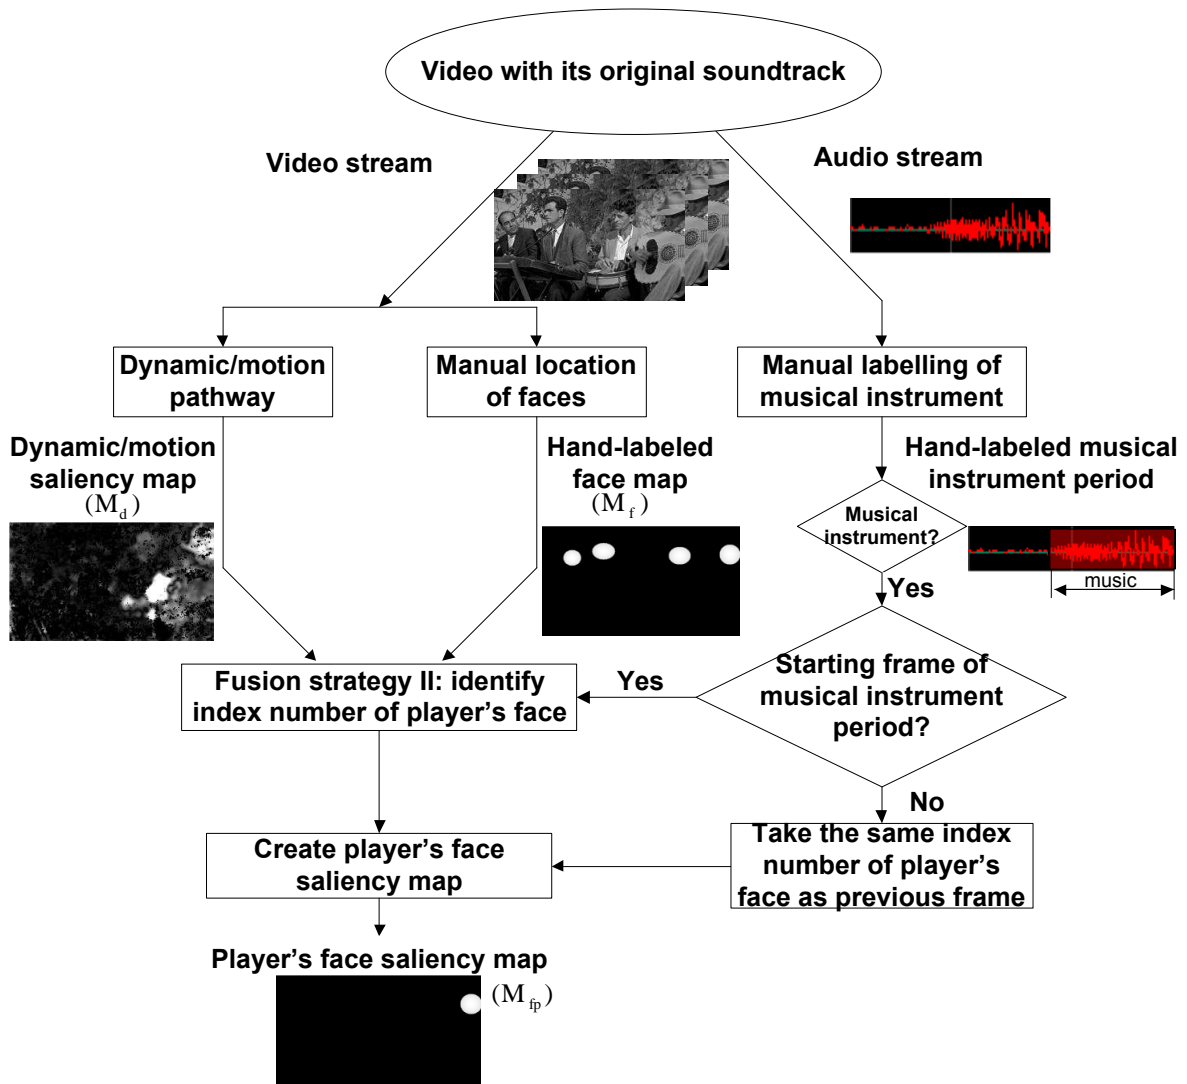 Video with its original soundtrack
Video stream
Audio stream
Dynamic/motion
pathway
Manual location
of faces
Manual labelling of
musical instrument
Dynamic/motion
saliency map
(M_d)
Hand-labeled
face map
(M_f)
Hand-labeled musical
instrument period
Musical
instrument?
music
Yes
Starting frame of
musical instrument
period?
Yes
Fusion strategy II: identify
index number of player's face
No
Take the same index
number of player's
face as previous frame
Create player's face
saliency map
Player's face saliency map
(M_fp)